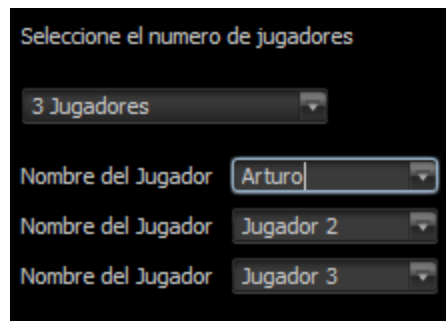 Seleccione el numero de jugadores
3 Jugadores
Nombre del Jugador Arturo
Nombre del Jugador Jugador 2
Nombre del Jugador Jugador 3